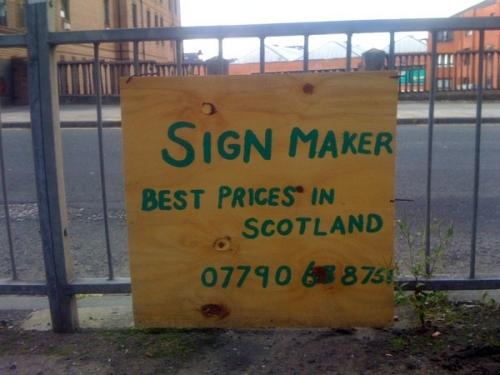 SIGN MAKER
BEST PRICES IN
SCOTLAND
07790